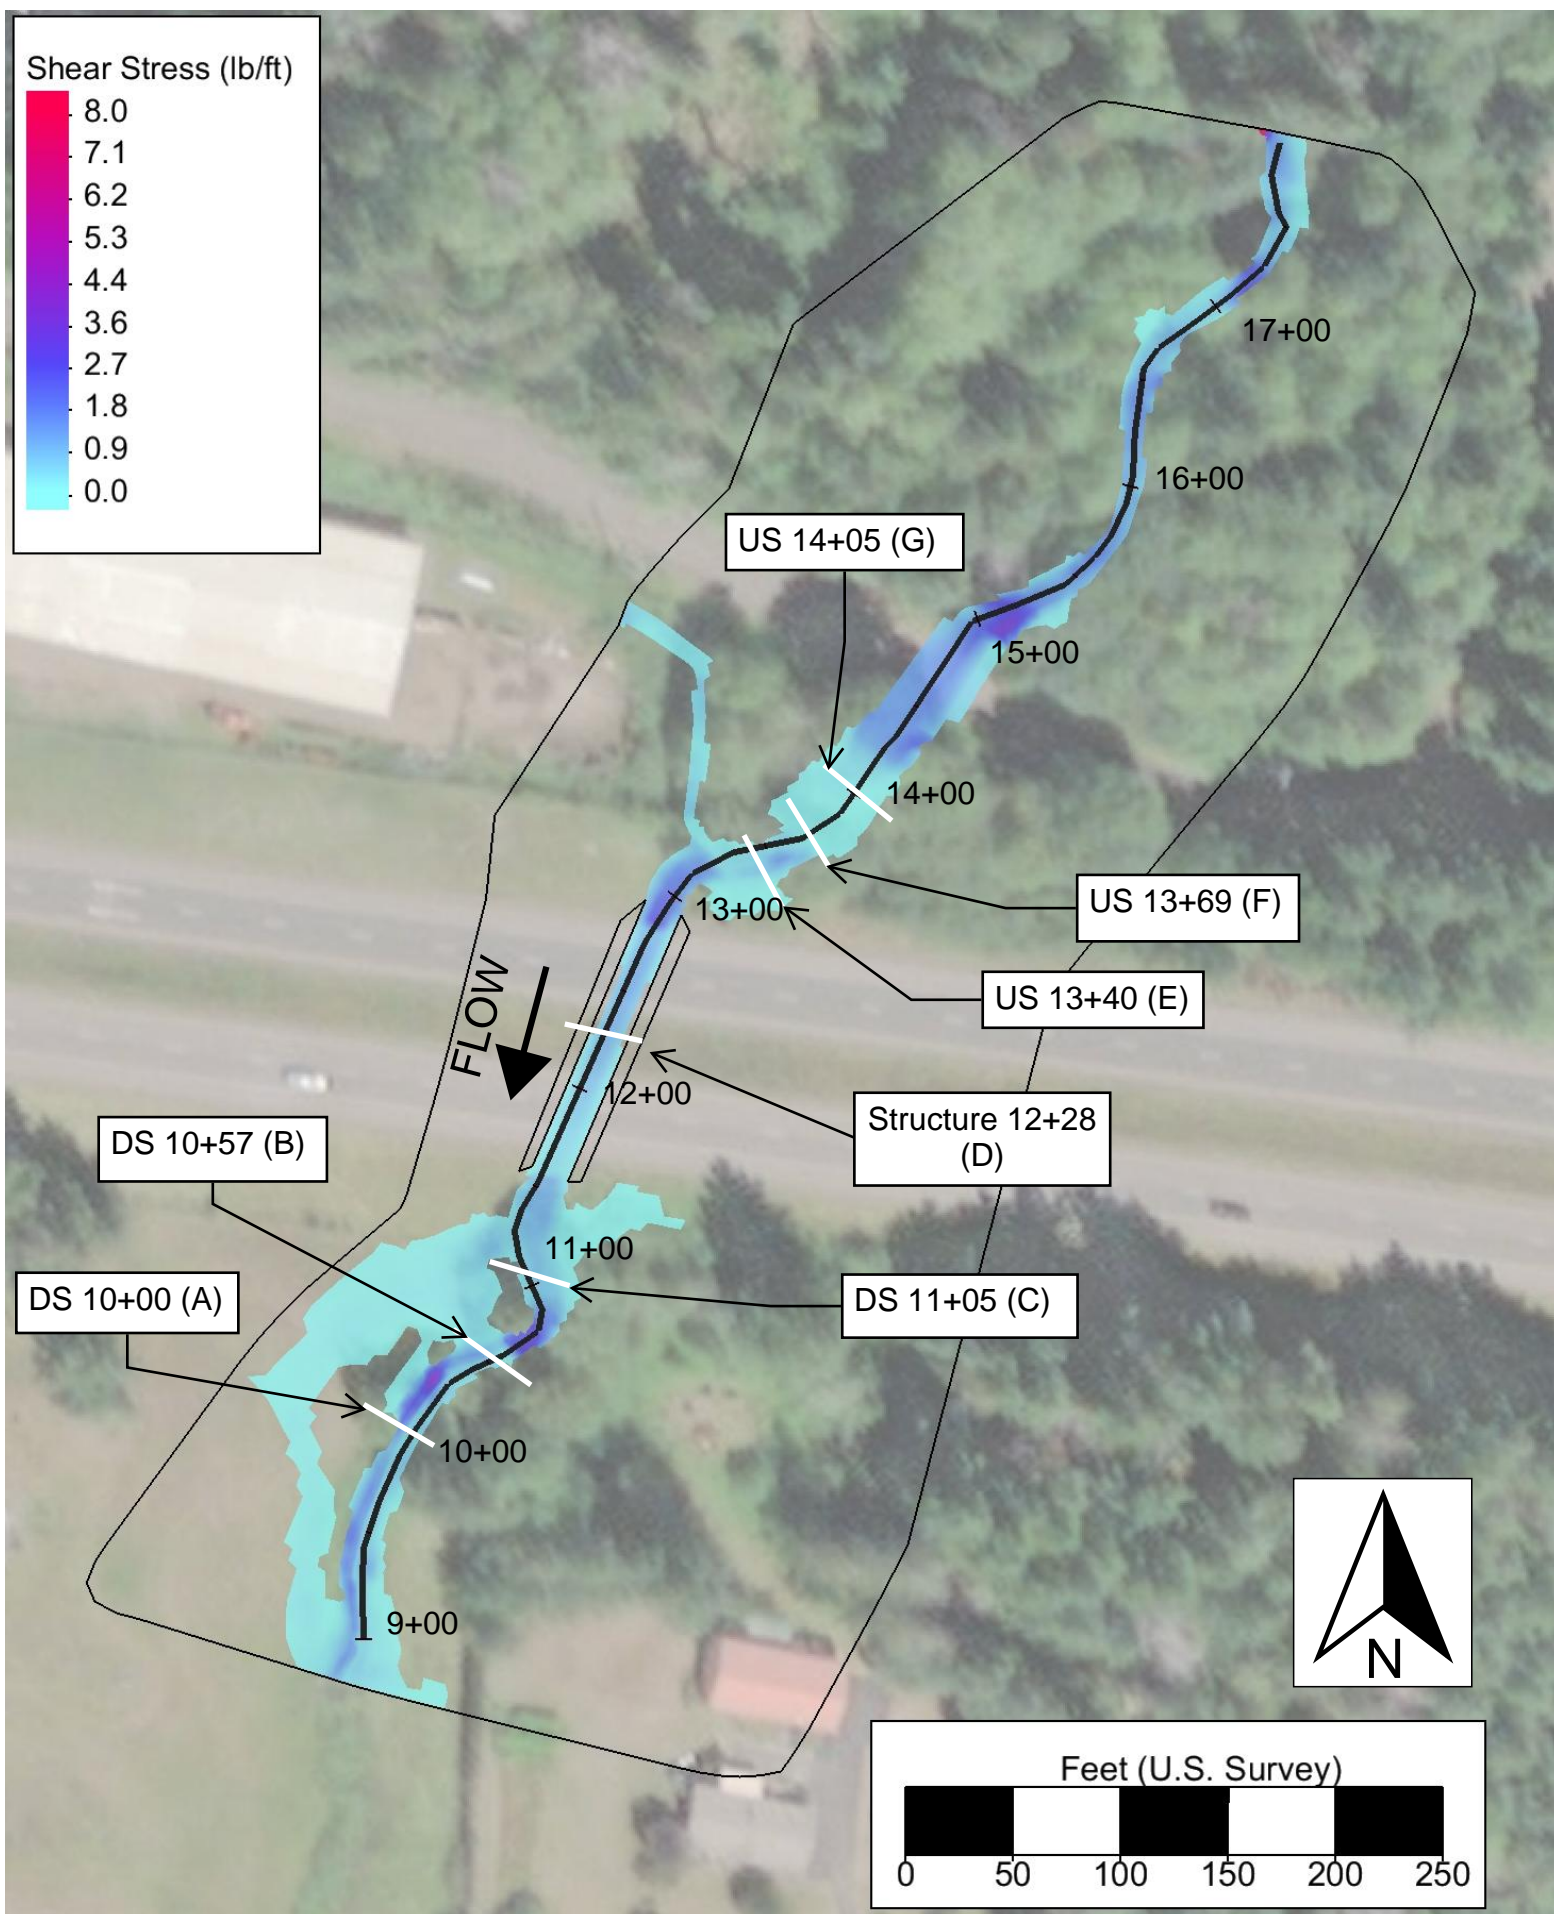 Shear Stress (lb/ft)
8.0
7.1
6.2
5.3
4.4
3.6
2.7
1.8
0.9
0.0
17+00
16+00
US 14+05 (G)
15+00
14+00
US 13+69 (F)
13+00
US 13+40 (E)
FLOW
12+00
Structure 12+28
(D)
DS 10+57 (B)
11+00
DS 10+00 (A)
DS 11+05 (C)
10+00
9+00
N
Feet (U.S. Survey)
0 50 100 150 200 250